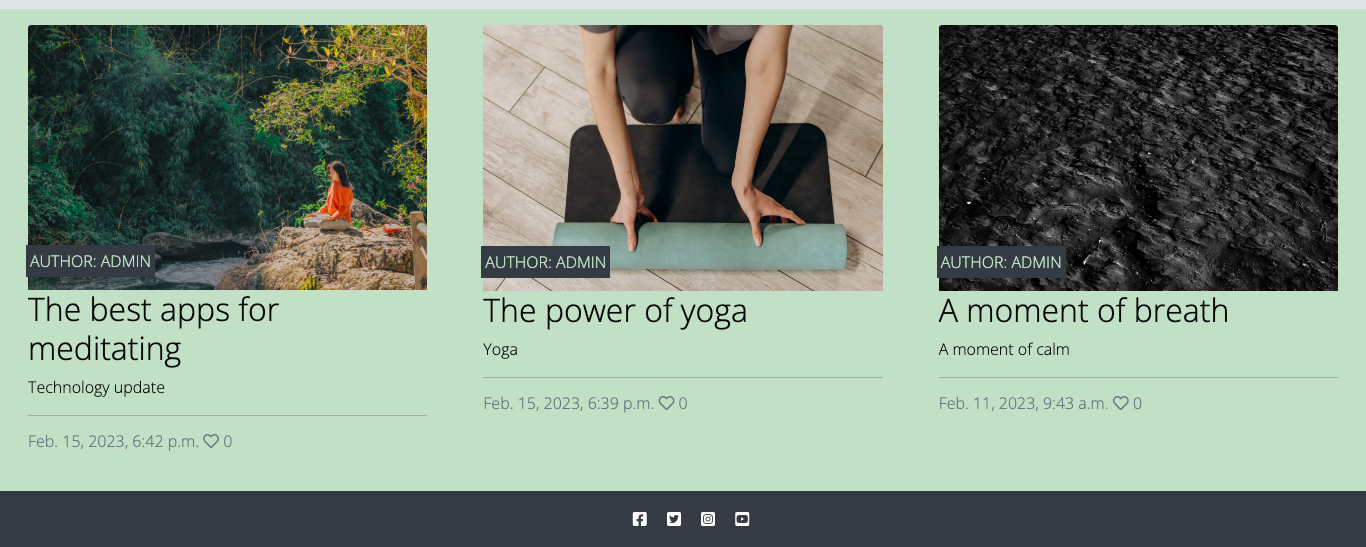 AUTHOR: ADMIN
The best apps for
meditating
Technology update
Feb. 15, 2023, 6:42 p.m. 0
AUTHOR: ADMIN
The power of yoga
Yoga
Feb. 15, 2023, 6:39 p.m. 0
AUTHOR: ADMIN
A moment of breath
A moment of calm
Feb. 11, 2023, 9:43 a.m. 0